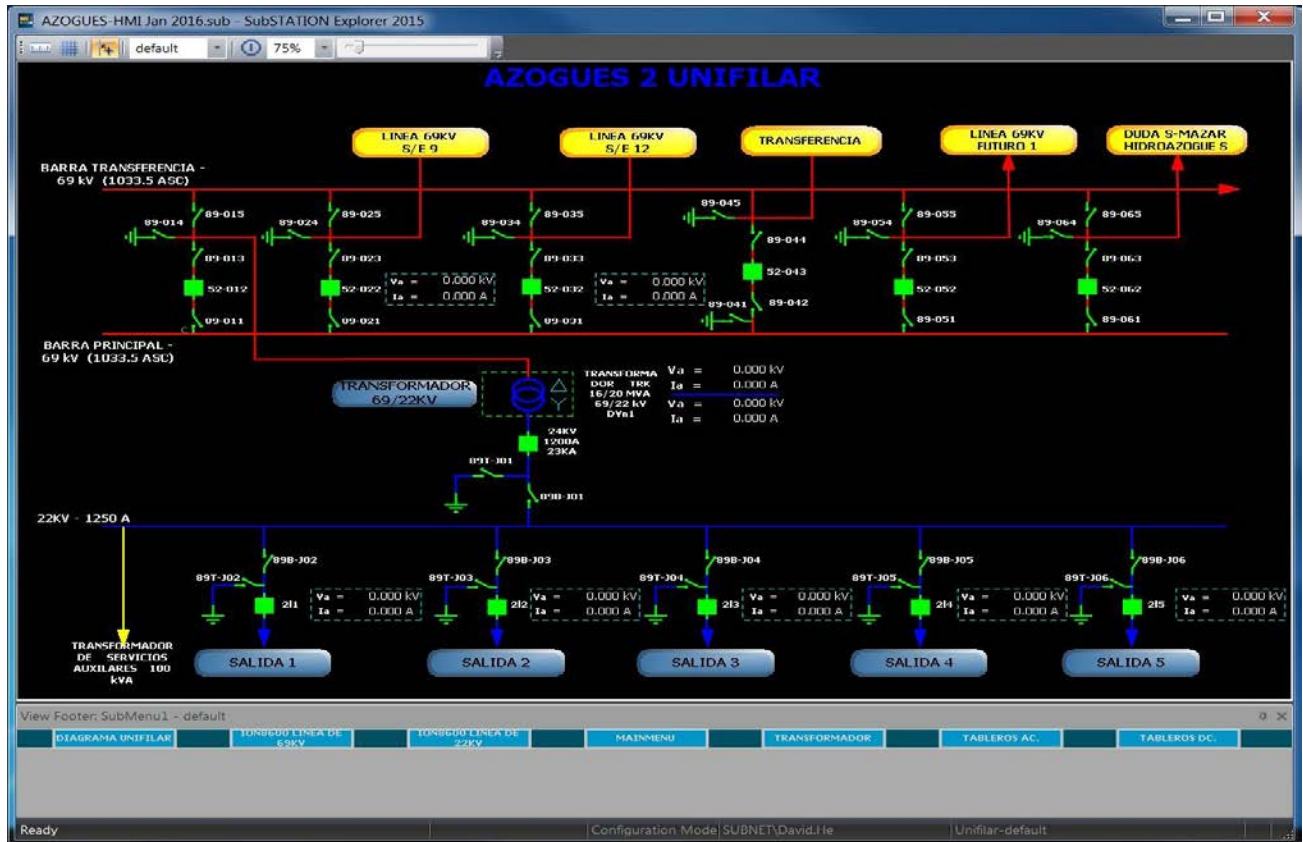 AZOGUES-HMI Jan 2016.sub - SubSTATION Explorer 2015
default
75%
AZOGUES 2 UNIFILAR
LINEA 69KV
S/E 9
LINEA 69KV
S/E 12
TRANSFERENCIA
LINEA 69KV
FUTURO 1
DUDA S-MAZAR
HIDROAZOGUE S
BARRA TRANSFERENCIA -
69 kV (1033.5 ASC)
89-014
89-015
89-024
89-025
89-034
89-035
89-045
89-044
89-054
89-055
89-064
89-065
89-013
89-023
89-033
89-053
89-063
52-012
52-022
Va = 0.000 kV
Ia = 0.000 A
52-032
Va = 0.000 kV
Ia = 0.000 A
52-043
52-052
52-062
89-041
89-042
09-011
09-021
09-031
89-051
89-061
BARRA PRINCIPAL -
69 kV (1033.5 ASC)
TRANSFORMADOR
69/22KV
TRANSFORMA
DOR TRK
16/20 MVA
69/22 kV
DYn1
Va = 0.000 kV
Ia = 0.000 A
Va = 0.000 kV
Ia = 0.000 A
24KV
1200A
23KA
89T-J01
89B-J01
22KV - 1250 A
89B-J02
89B-J03
89B-J04
89B-J05
89B-J06
89T-J02
89T-J03
89T-J04
89T-J05
89T-J06
2I1
Va = 0.000 kV
Ia = 0.000 A
2I2
Va = 0.000 kV
Ia = 0.000 A
2I3
Va = 0.000 kV
Ia = 0.000 A
2I4
Va = 0.000 kV
Ia = 0.000 A
2I5
Va = 0.000 kV
Ia = 0.000 A
TRANSFORMADOR
DE SERVICIOS
AUXILARES 100
kVA
SALIDA 1
SALIDA 2
SALIDA 3
SALIDA 4
SALIDA 5
View Footer: SubMenu1 - default
DIAGRAMA UNIFILAR
ION8600 LINEA DE
69KV
ION8600 LINEA DE
22KV
MAINMENU
TRANSFORMADOR
TABLEROS AC.
TABLEROS DC.
Ready
Configuration Mode
SUBNET\David.He
Unifilar-default